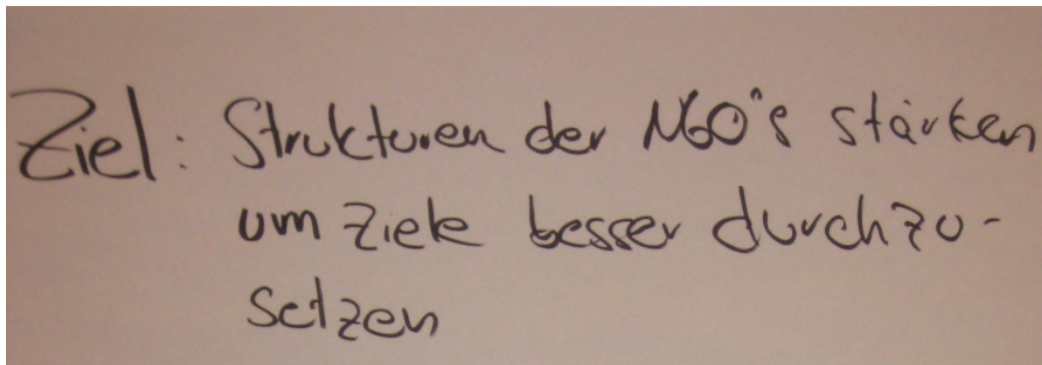 Ziel: Strukturen der NGO's stärken
um Ziele besser durchzu-
setzen